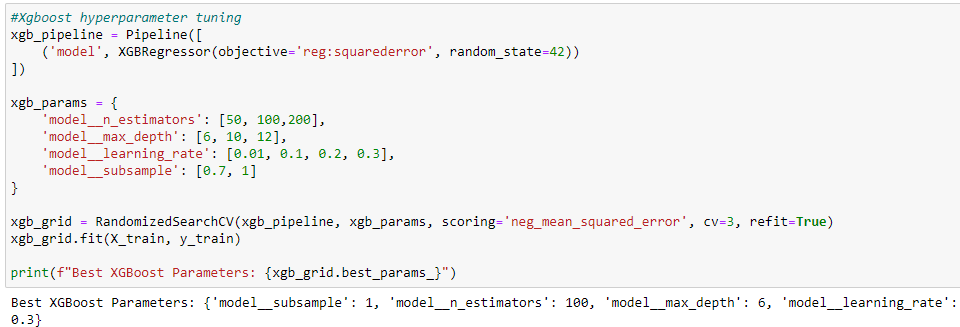 #Xgboost hyperparameter tuning
xgb_pipeline = Pipeline([
    ('model', XGBRegressor(objective='reg:squarederror', random_state=42))
])

xgb_params = {
    'model__n_estimators': [50, 100,200],
    'model__max_depth': [6, 10, 12],
    'model__learning_rate': [0.01, 0.1, 0.2, 0.3],
    'model__subsample': [0.7, 1]
}

xgb_grid = RandomizedSearchCV(xgb_pipeline, xgb_params, scoring='neg_mean_squared_error', cv=3, refit=True)
xgb_grid.fit(X_train, y_train)

print(f"Best XGBoost Parameters: {xgb_grid.best_params_}")
Best XGBoost Parameters: {'model__subsample': 1, 'model__n_estimators': 100, 'model__max_depth': 6, 'model__learning_rate':
0.3}